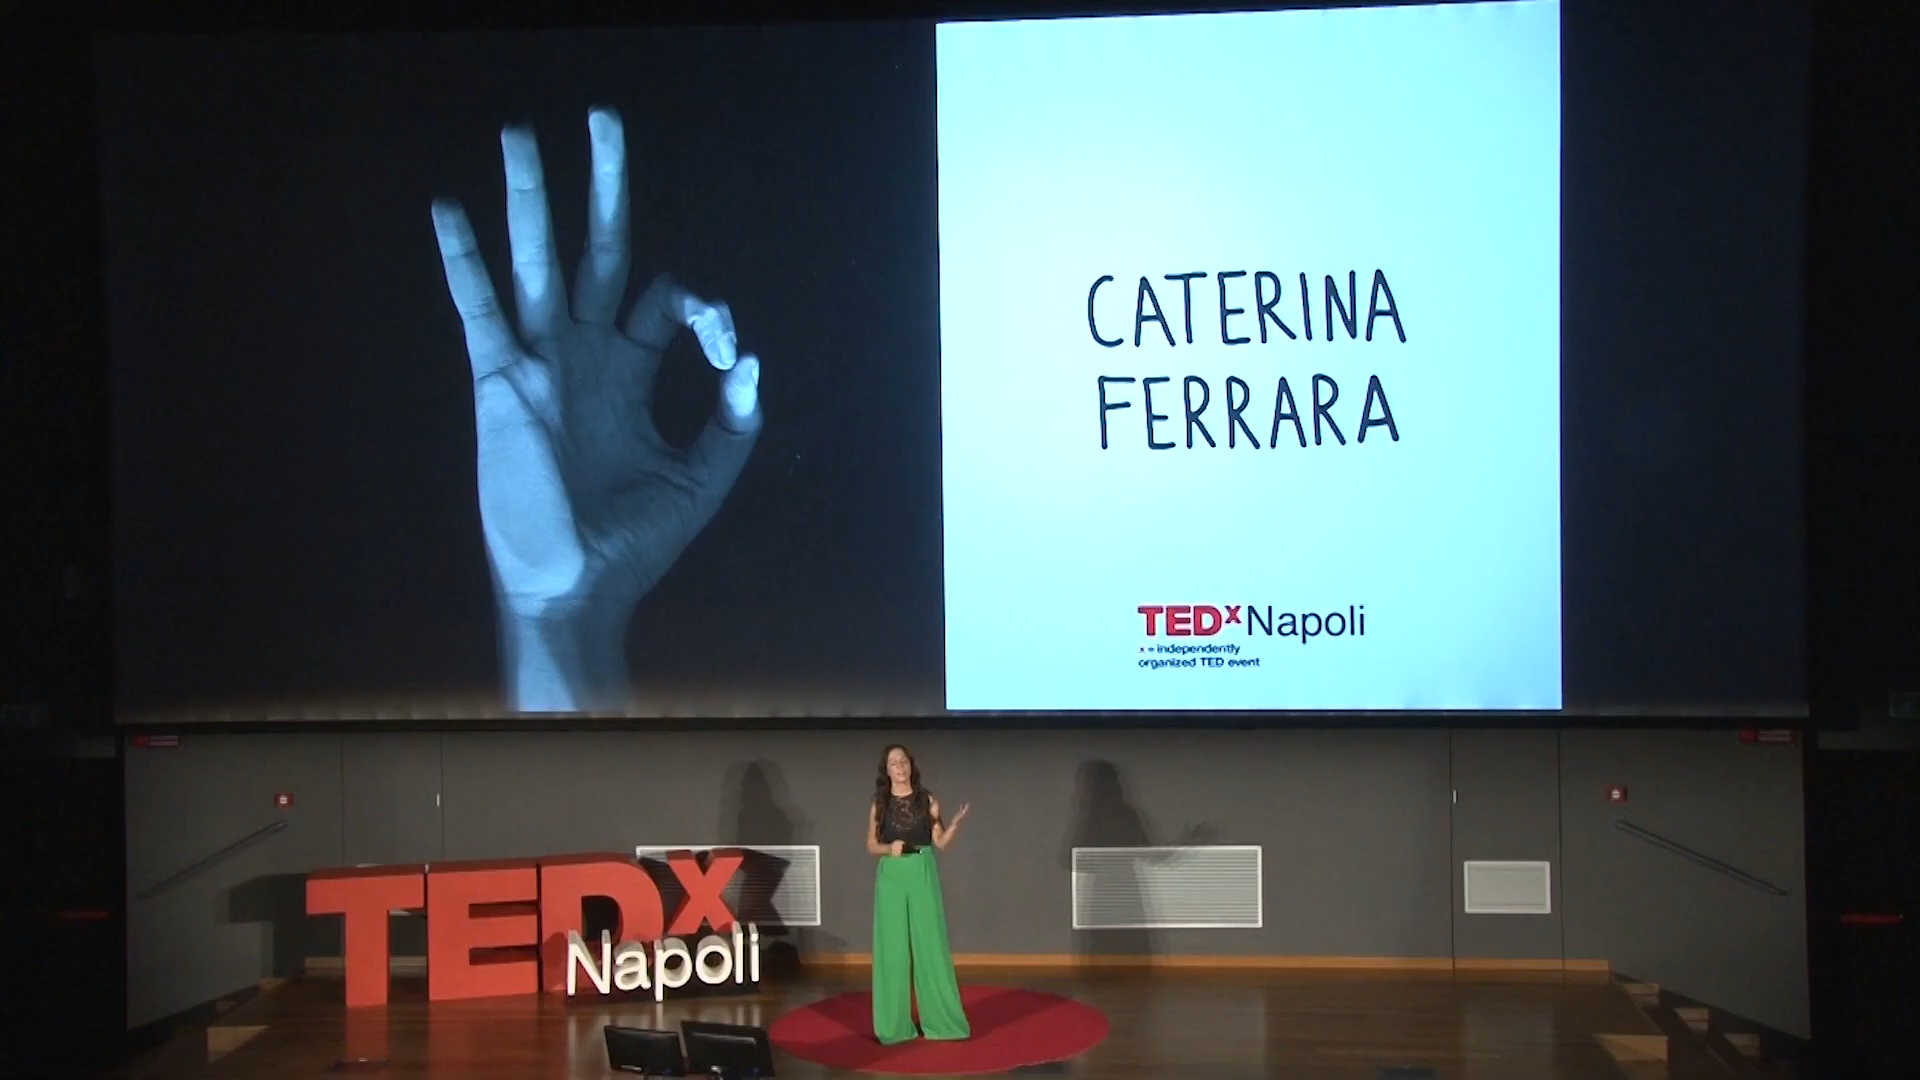 CATERINA
FERRARA
TEDxNapoli
x = independently
organized TED event
TEDx
Napoli